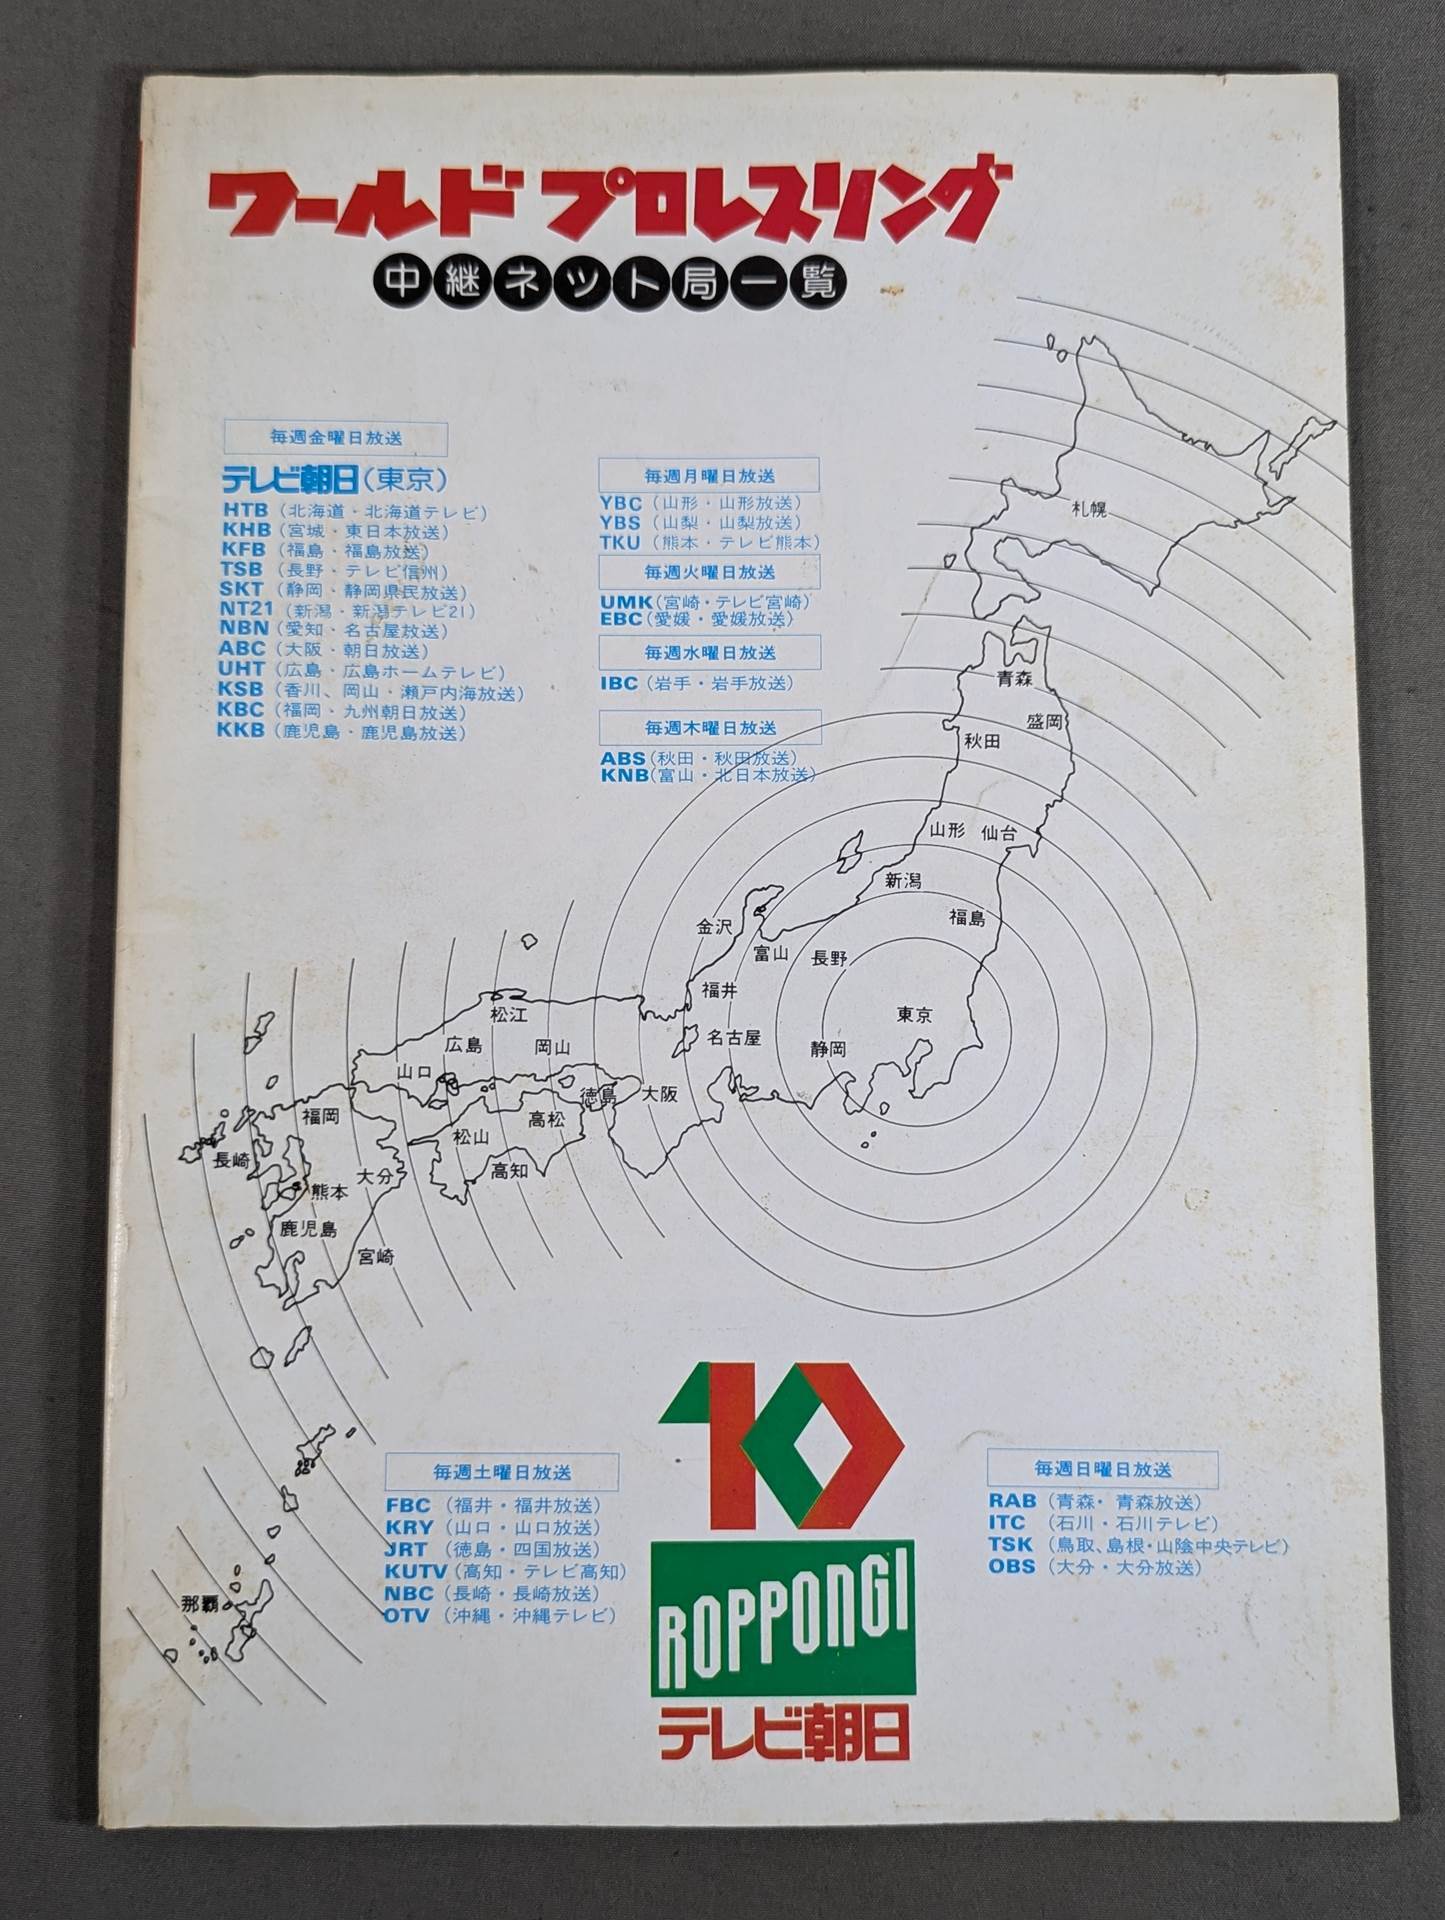 ワールド プロレスリング
中継ネット局一覧
毎週金曜日放送
テレビ朝日(東京)
HTB (北海道・北海道テレビ)
KHB (宮城・東日本放送)
KFB (福島・福島放送)
TSB (長野・テレビ信州)
SKT (静岡・静岡県民放送)
NT21 (新潟・新潟テレビ21)
NBN (愛知・名古屋放送)
ABC (大阪・朝日放送)
UHT (広島・広島ホームテレビ)
KSB (香川、岡山・瀬戸内海放送)
KBC (福岡・九州朝日放送)
KKB (鹿児島・鹿児島放送)
毎週月曜日放送
YBC (山形・山形放送)
YBS (山梨・山梨放送)
TKU (熊本・テレビ熊本)
毎週火曜日放送
UMK(宮崎・テレビ宮崎)
EBC(愛媛・愛媛放送)
毎週水曜日放送
IBC (岩手・岩手放送)
毎週木曜日放送
ABS(秋田・秋田放送)
KNB(富山・北日本放送)
札幌
青森
盛岡
秋田
山形 仙台
新潟
福島
金沢
富山 長野
福井
東京
名古屋
静岡
松江
広島 岡山
山口
徳島 大阪
福岡
高松
松山
長崎
高知
大分
熊本
鹿児島
宮崎
那覇
毎週土曜日放送
FBC (福井・福井放送)
KRY (山口・山口放送)
JRT (徳島・四国放送)
KUTV (高知・テレビ高知)
NBC (長崎・長崎放送)
OTV (沖縄・沖縄テレビ)
10
ROPPONGI
テレビ朝日
毎週日曜日放送
RAB (青森・青森放送)
ITC (石川・石川テレビ)
TSK (鳥取、島根・山陰中央テレビ)
OBS (大分・大分放送)